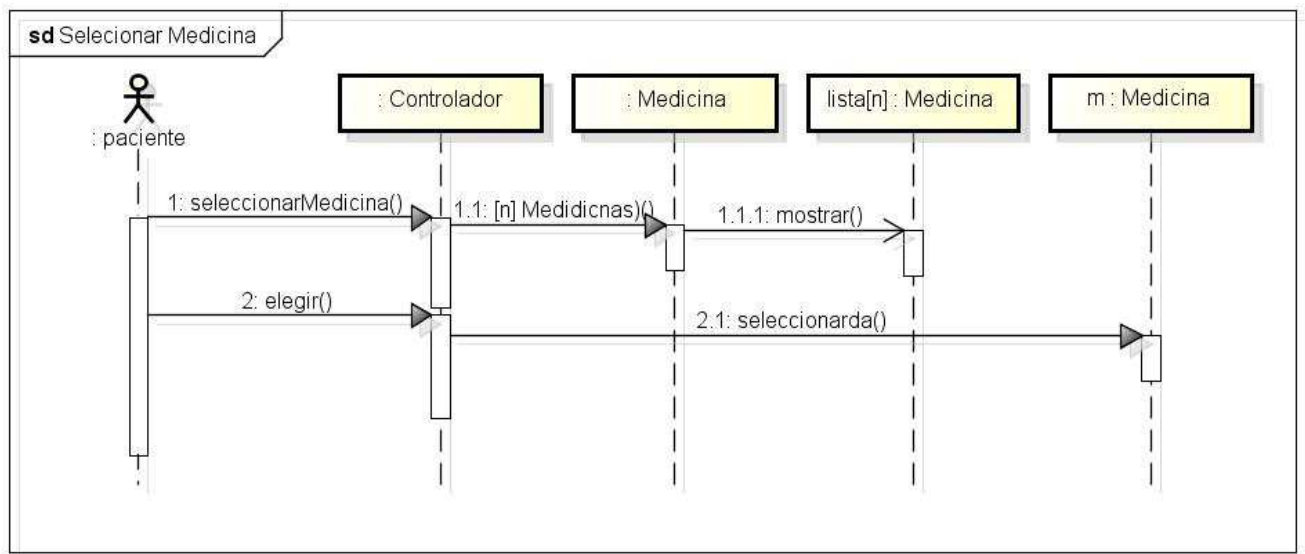 sd Selecionar Medicina
: paciente
: Controlador
: Medicina
lista[n] : Medicina
m : Medicina
1: seleccionarMedicina()
1.1: [n] Medidicnas)()
1.1.1: mostrar()
2: elegir()
2.1: seleccionarda()